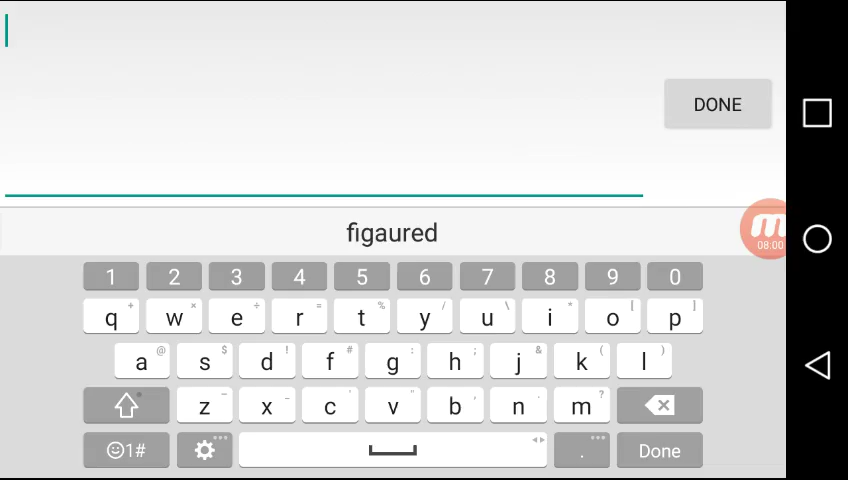 DONE
figaured
08:00
1 2 3 4 5 6 7 8 9 0
+ × ÷ = % / \ * [ ]
q w e r t y u i o p
@ $ ! # : ; & ( )
a s d f g h j k l
z x c v b n m ?
☺1# . Done